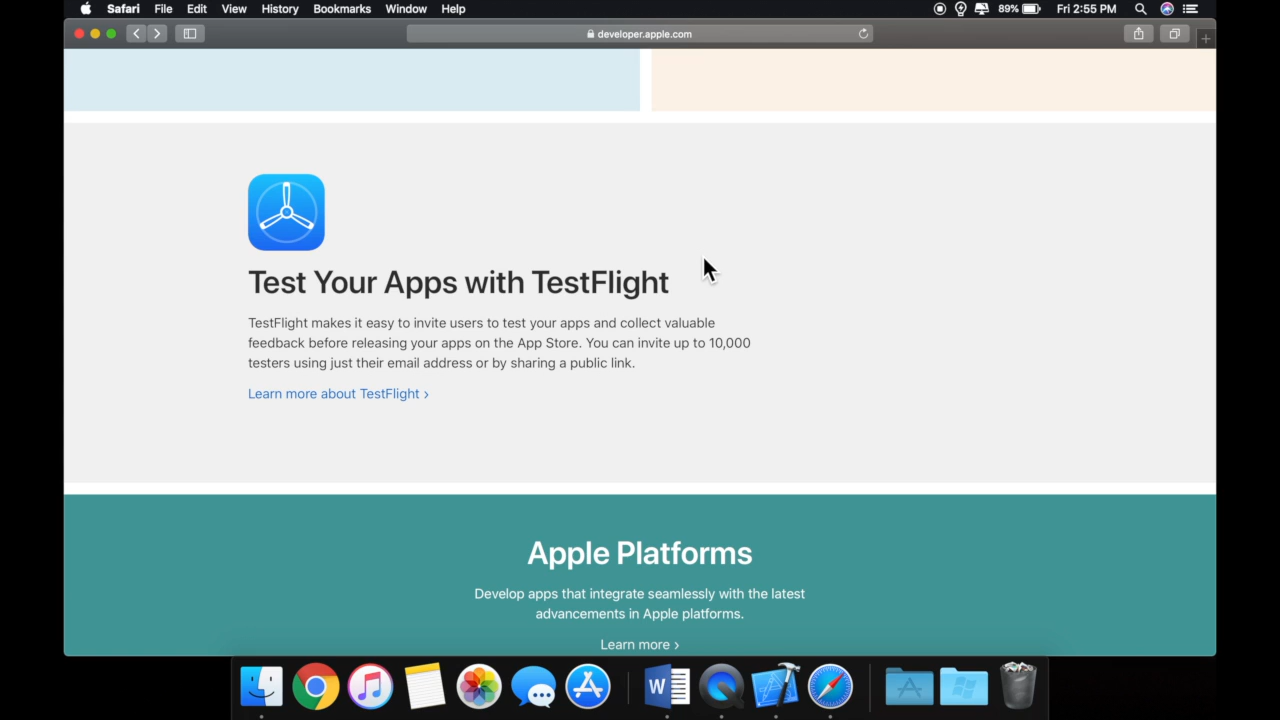 Safari File Edit View History Bookmarks Window Help 89% Fri 2:55 PM
developer.apple.com
Test Your Apps with TestFlight
TestFlight makes it easy to invite users to test your apps and collect valuable
feedback before releasing your apps on the App Store. You can invite up to 10,000
testers using just their email address or by sharing a public link.
Learn more about TestFlight ›
Apple Platforms
Develop apps that integrate seamlessly with the latest
advancements in Apple platforms.
Learn more ›
W